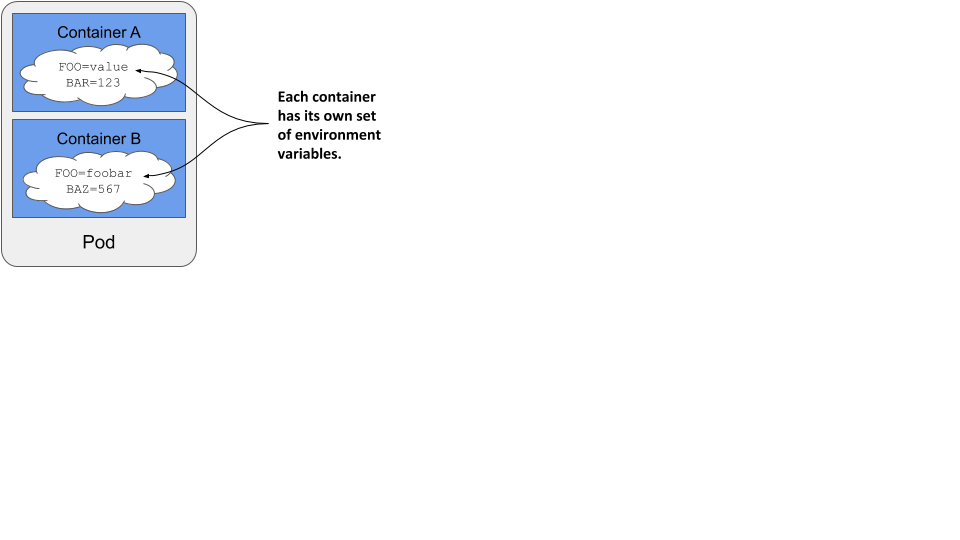 Container A
FOO=value
BAR=123
Container B
FOO=foobar
BAZ=567
Pod
Each container
has its own set
of environment
variables.